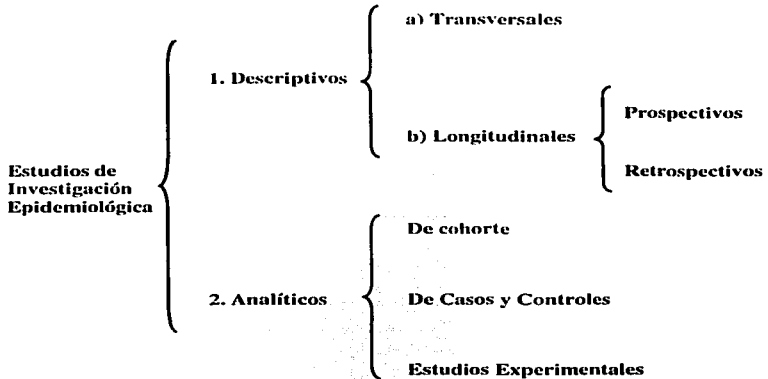 Estudios de
Investigación
Epidemiológica
1. Descriptivos
a) Transversales
b) Longitudinales
Prospectivos
Retrospectivos
2. Analíticos
De cohorte
De Casos y Controles
Estudios Experimentales